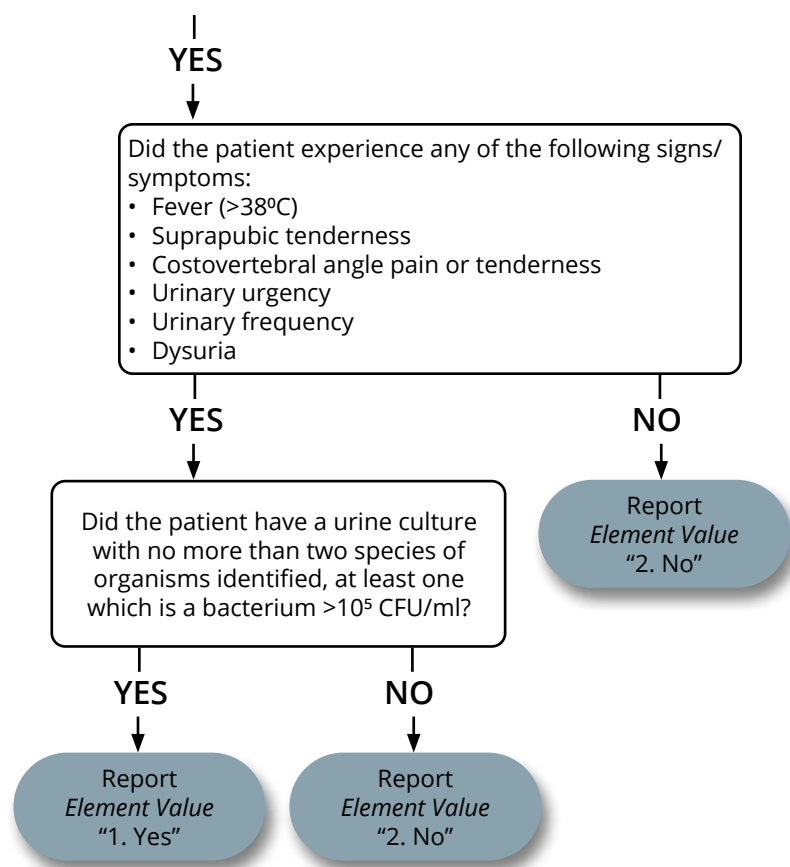 YES
Did the patient experience any of the following signs/
symptoms:
• Fever (>38⁰C)
• Suprapubic tenderness
• Costovertebral angle pain or tenderness
• Urinary urgency
• Urinary frequency
• Dysuria
YES
NO
Did the patient have a urine culture
with no more than two species of
organisms identified, at least one
which is a bacterium >10⁵ CFU/ml?
Report
Element Value
“2. No”
YES
NO
Report
Element Value
“1. Yes”
Report
Element Value
“2. No”